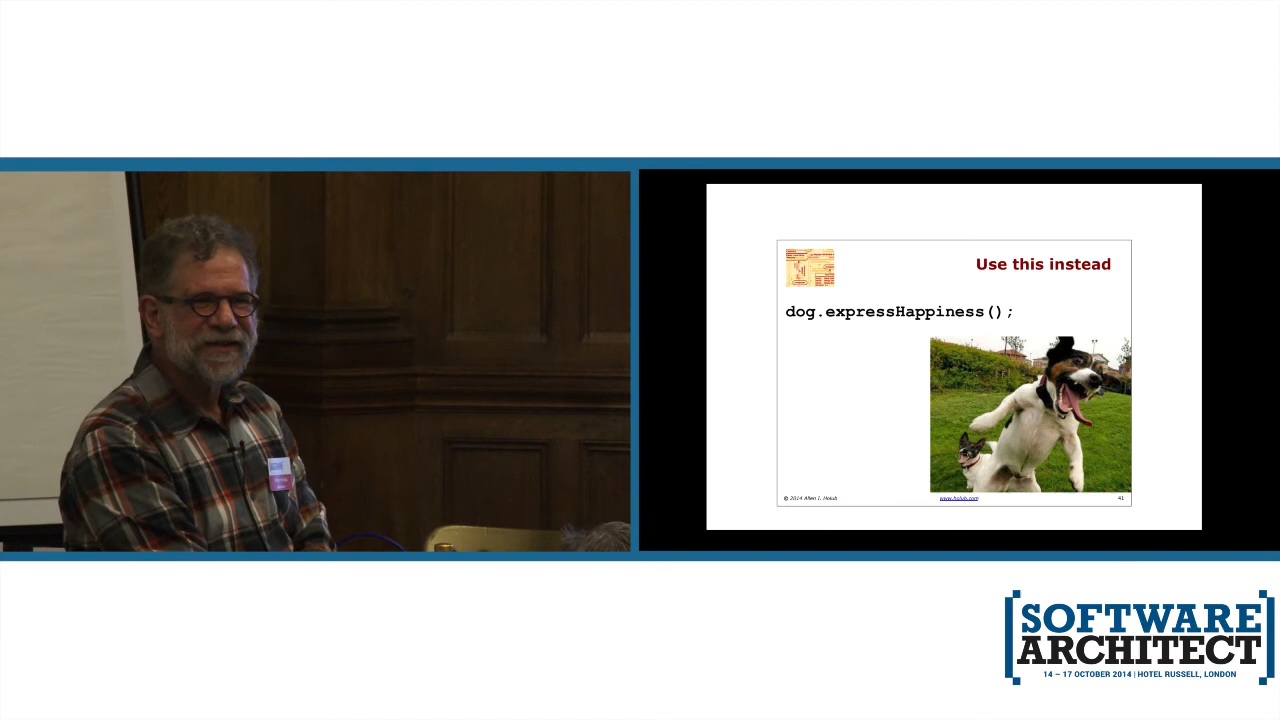 Use this instead
dog.expressHappiness();
© 2014 Allen I. Holub
www.holub.com
41
[SOFTWARE
ARCHITECT]
14 – 17 OCTOBER 2014 | HOTEL RUSSELL, LONDON